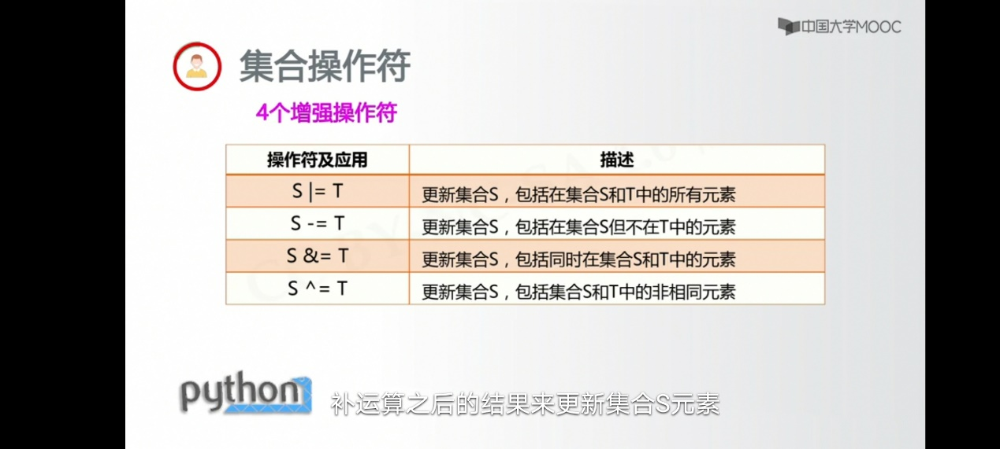 中国大学MOOC
集合操作符
4个增强操作符
操作符及应用 描述
S |= T 更新集合S，包括在集合S和T中的所有元素
S -= T 更新集合S，包括在集合S但不在T中的元素
S &= T 更新集合S，包括同时在集合S和T中的元素
S ^= T 更新集合S，包括集合S和T中的非相同元素
python
补运算之后的结果来更新集合S元素